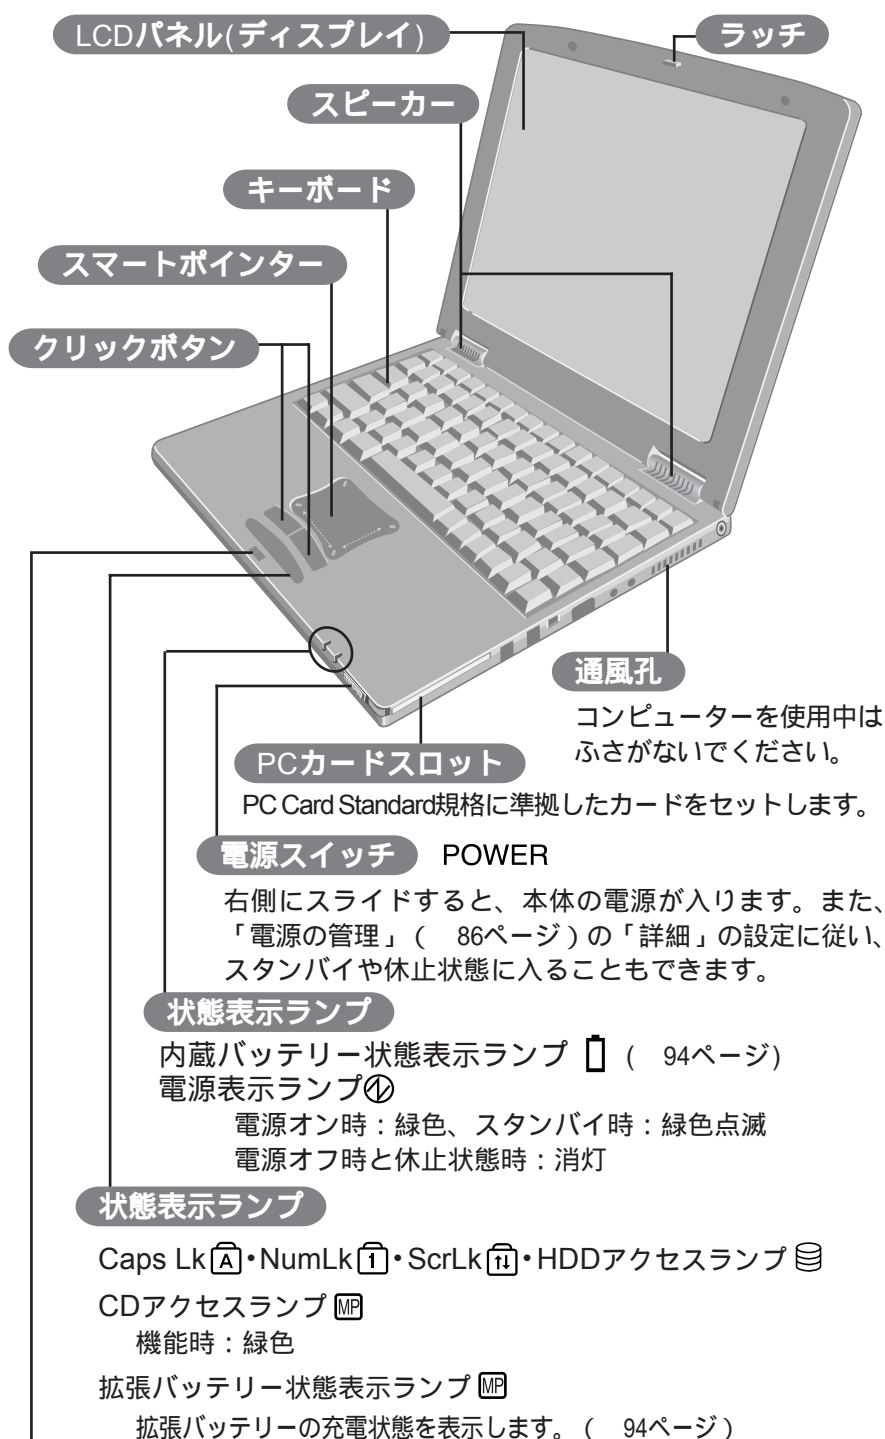 LCDパネル(ディスプレイ)
ラッチ
スピーカー
キーボード
スマートポインター
クリックボタン
通風孔
コンピューターを使用中は
ふさがないでください。
PCカードスロット
PC Card Standard規格に準拠したカードをセットします。
電源スイッチ POWER
右側にスライドすると、本体の電源が入ります。また、
「電源の管理」( 86ページ)の「詳細」の設定に従い、
スタンバイや休止状態に入ることもできます。
状態表示ランプ
内蔵バッテリー状態表示ランプ ( 94ページ)
電源表示ランプ
電源オン時:緑色、スタンバイ時:緑色点滅
電源オフ時と休止状態時:消灯
状態表示ランプ
Caps Lk A・NumLk 1・ScrLk ↑↓・HDDアクセスランプ
CDアクセスランプ MP
機能時:緑色
拡張バッテリー状態表示ランプ MP
拡張バッテリーの充電状態を表示します。( 94ページ)